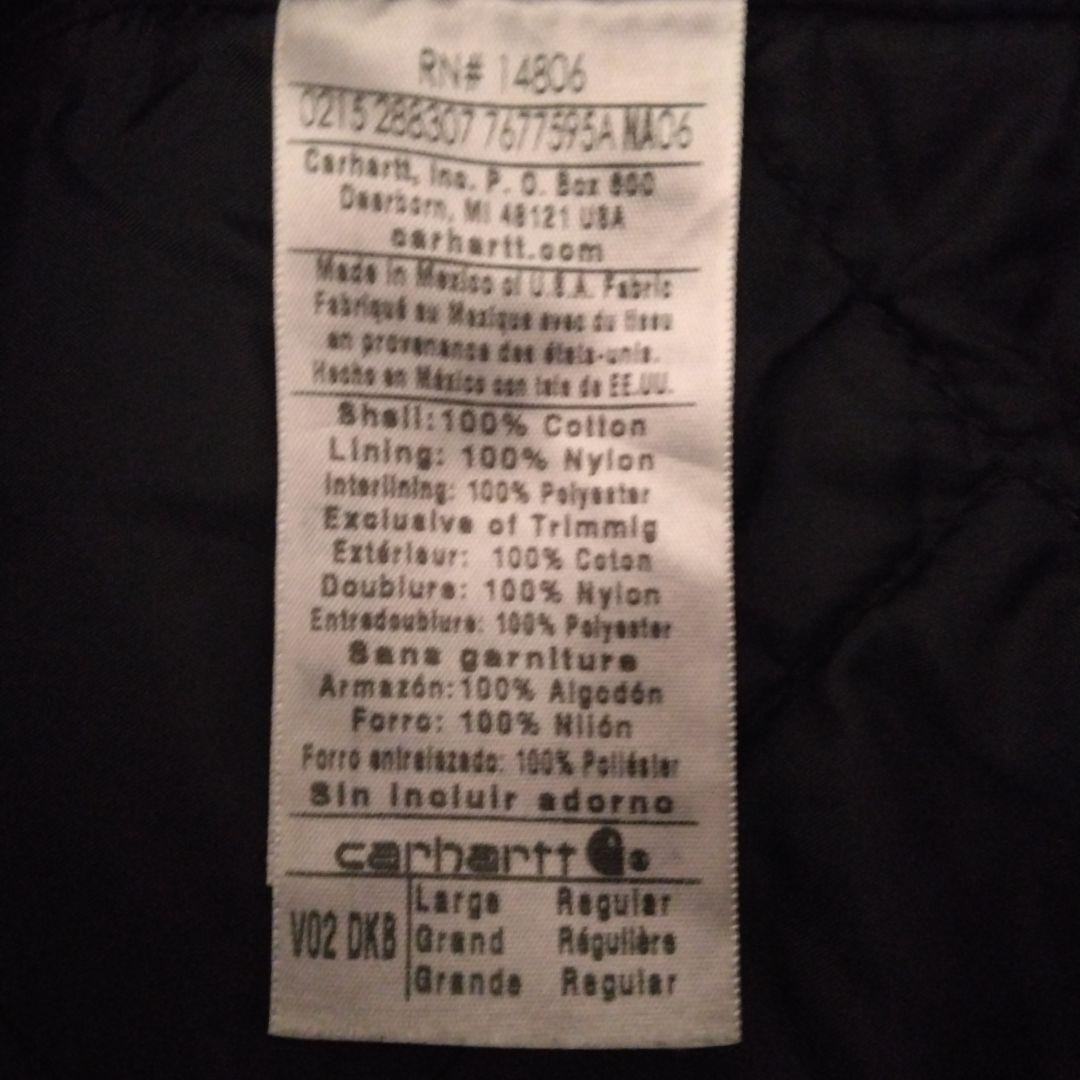 RN# 14806
0215 288307 7677595A NA06
Carhartt, Inc. P. O. Box 600
Dearborn, MI 48121 USA
carhartt.com
Made in Mexico of U.S.A. Fabric
Fabriqué au Mexique avec du tissu
en provenance des états-unis.
Hecho en México con tela de EE.UU.
Shell:100% Cotton
Lining: 100% Nylon
Interlining: 100% Polyester
Exclusive of Trimmig
Extérieur: 100% Coton
Doublure: 100% Nylon
Entredoublure: 100% Polyester
Sans garniture
Armazón:100% Algodón
Forro: 100% Nilón
Forro entrelazado: 100% Poliéster
Sin incluir adorno
carhartt
V02 DKB
Large Regular
Grand Régulière
Grande Regular